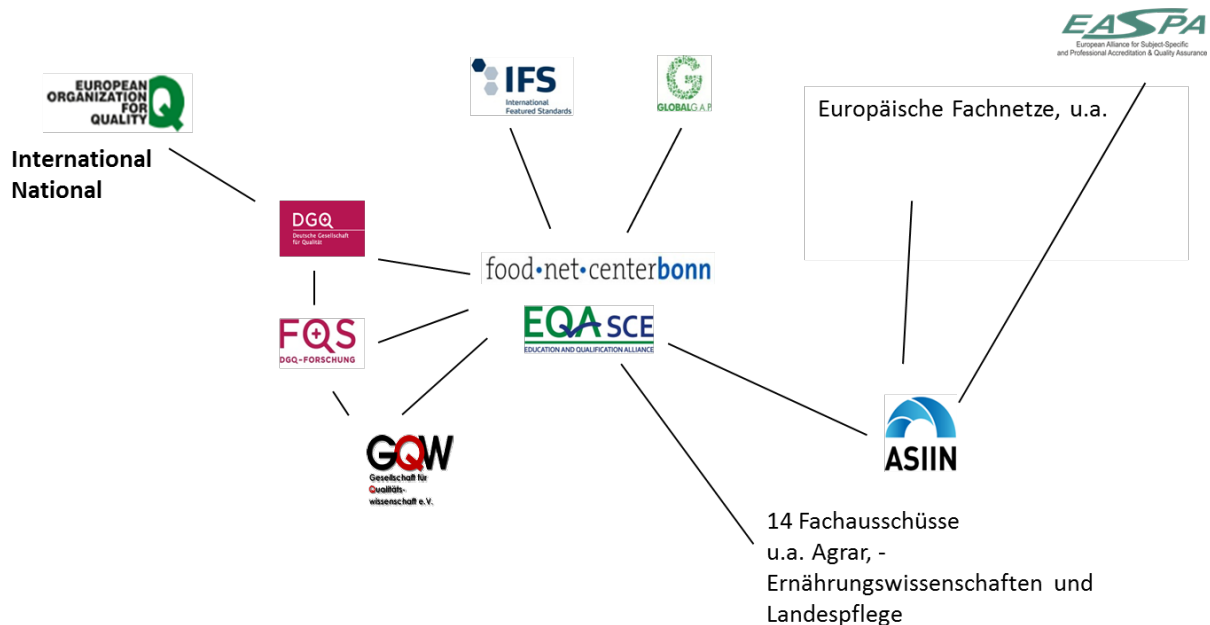 EASPA
European Alliance for Subject-Specific
and Professional Accreditation & Quality Assurance
EUROPEAN
ORGANIZATION
FOR
QUALITY
International
National
IFS
International
Featured Standards
GLOBALG.A.P.
Europäische Fachnetze, u.a.
DGQ
Deutsche Gesellschaft
für Qualität
food•net•centerbonn
EQA SCE
EDUCATION AND QUALIFICATION ALLIANCE
FQS
DGQ-FORSCHUNG
GQW
Gesellschaft für
Qualitäts-
wissenschaft e.V.
ASIIN
14 Fachausschüsse
u.a. Agrar, -
Ernährungswissenschaften und
Landespflege